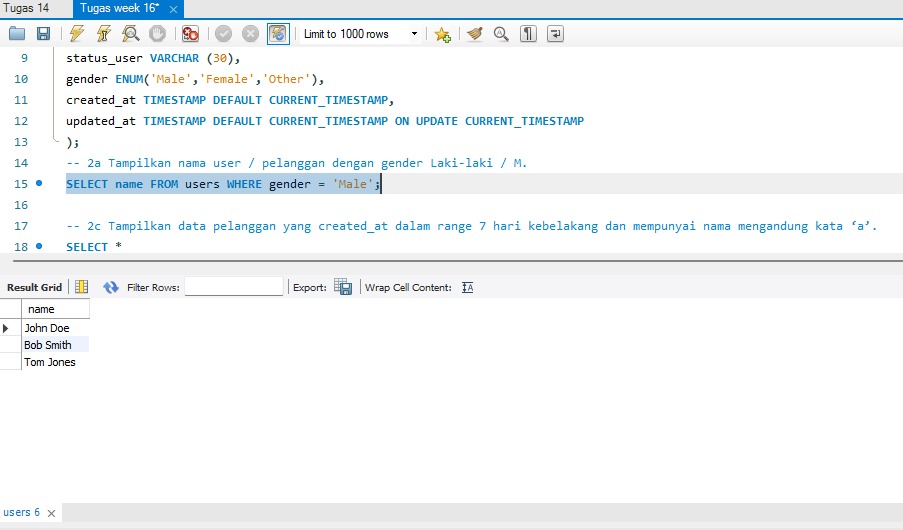 Tugas 14
Tugas week 16*
Limit to 1000 rows
9 status_user VARCHAR (30),
10 gender ENUM('Male','Female','Other'),
11 created_at TIMESTAMP DEFAULT CURRENT_TIMESTAMP,
12 updated_at TIMESTAMP DEFAULT CURRENT_TIMESTAMP ON UPDATE CURRENT_TIMESTAMP
13 );
14 -- 2a Tampilkan nama user / pelanggan dengan gender Laki-laki / M.
15 SELECT name FROM users WHERE gender = 'Male';
16
17 -- 2c Tampilkan data pelanggan yang created_at dalam range 7 hari kebelakang dan mempunyai nama mengandung kata ‘a’.
18 SELECT *
Result Grid Filter Rows: Export: Wrap Cell Content:
name
John Doe
Bob Smith
Tom Jones
users 6